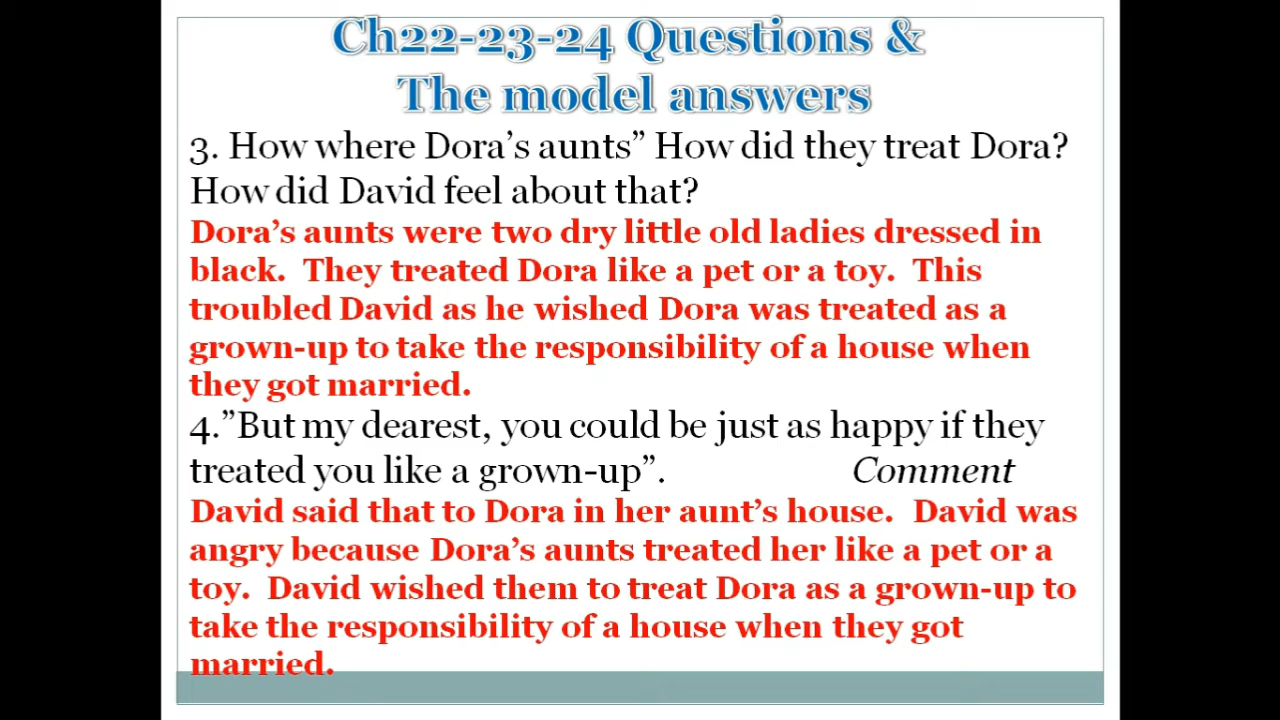 Ch22-23-24 Questions &
The model answers
3. How where Dora’s aunts” How did they treat Dora?
How did David feel about that?
Dora’s aunts were two dry little old ladies dressed in
black. They treated Dora like a pet or a toy. This
troubled David as he wished Dora was treated as a
grown-up to take the responsibility of a house when
they got married.
4.”But my dearest, you could be just as happy if they
treated you like a grown-up”. Comment
David said that to Dora in her aunt’s house. David was
angry because Dora’s aunts treated her like a pet or a
toy. David wished them to treat Dora as a grown-up to
take the responsibility of a house when they got
married.